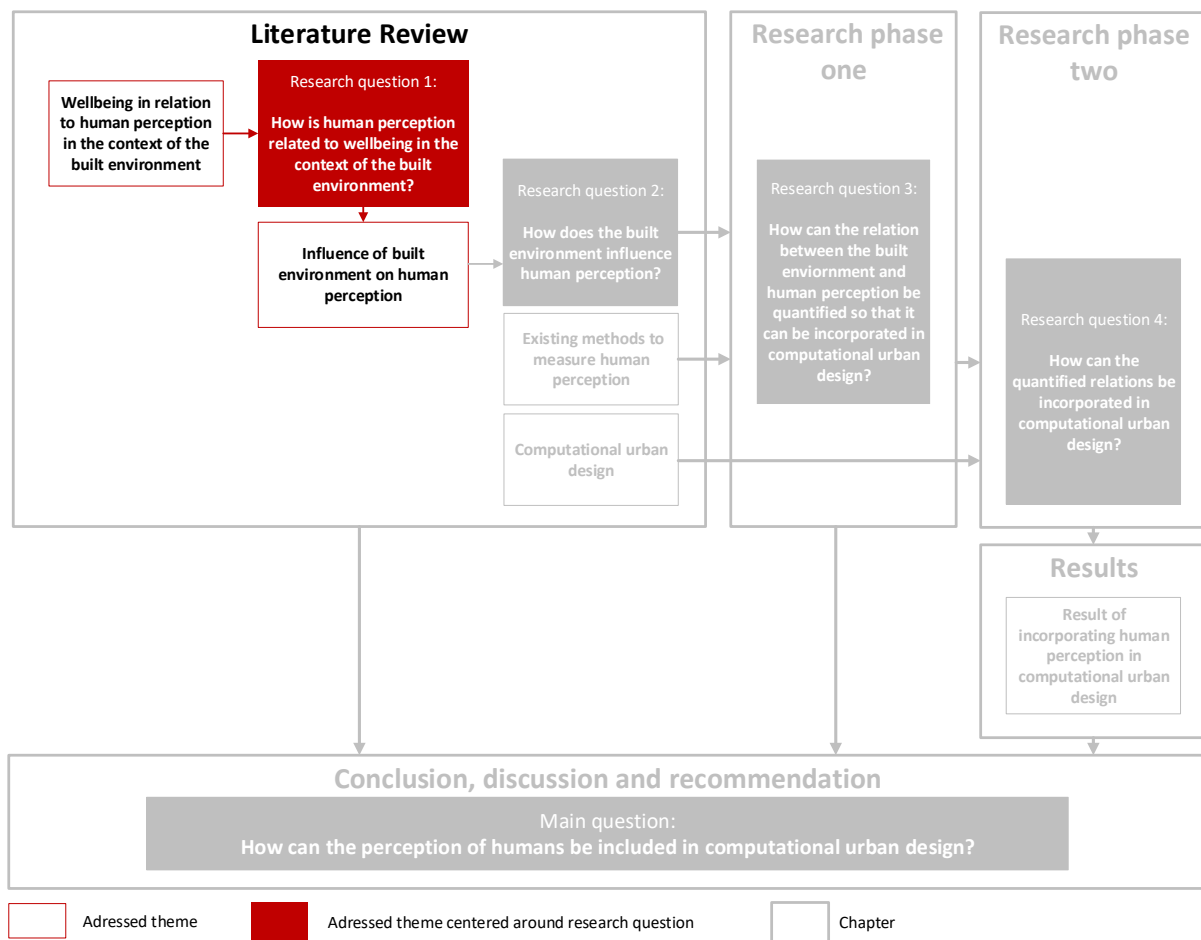 Literature Review
Wellbeing in relation
to human perception
in the context of the
built environment
Research question 1:
How is human perception
related to wellbeing in the
context of the built
environment?
Influence of built
environment on human
perception
Research question 2:
How does the built
environment influence
human perception?
Existing methods to
measure human
perception
Computational urban
design
Research phase
one
Research question 3:
How can the relation
between the built
enviornment and
human perception be
quantified so that it
can be incorporated in
computational urban
design?
Research phase
two
Research question 4:
How can the
quantified relations be
incorporated in
computational urban
design?
Results
Result of
incorporating human
perception in
computational urban
design
Conclusion, discussion and recommendation
Main question:
How can the perception of humans be included in computational urban design?
Adressed theme
Adressed theme centered around research question
Chapter